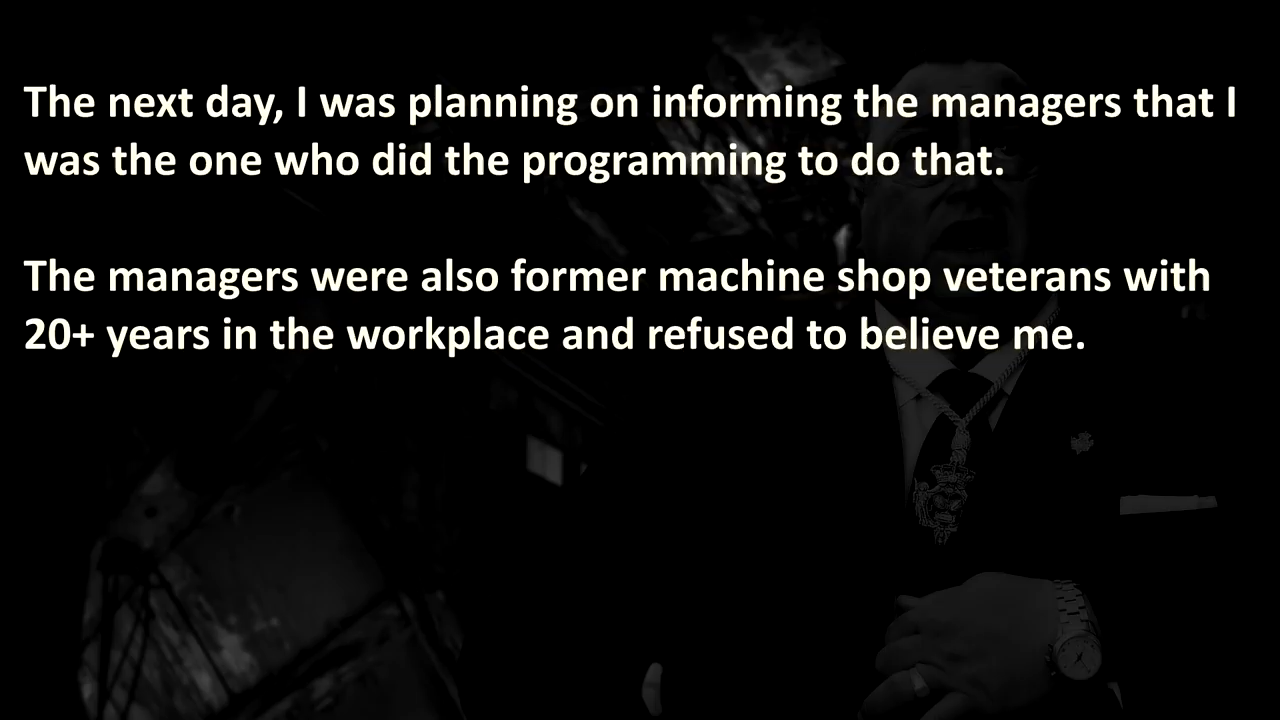 The next day, I was planning on informing the managers that I
was the one who did the programming to do that.
The managers were also former machine shop veterans with
20+ years in the workplace and refused to believe me.